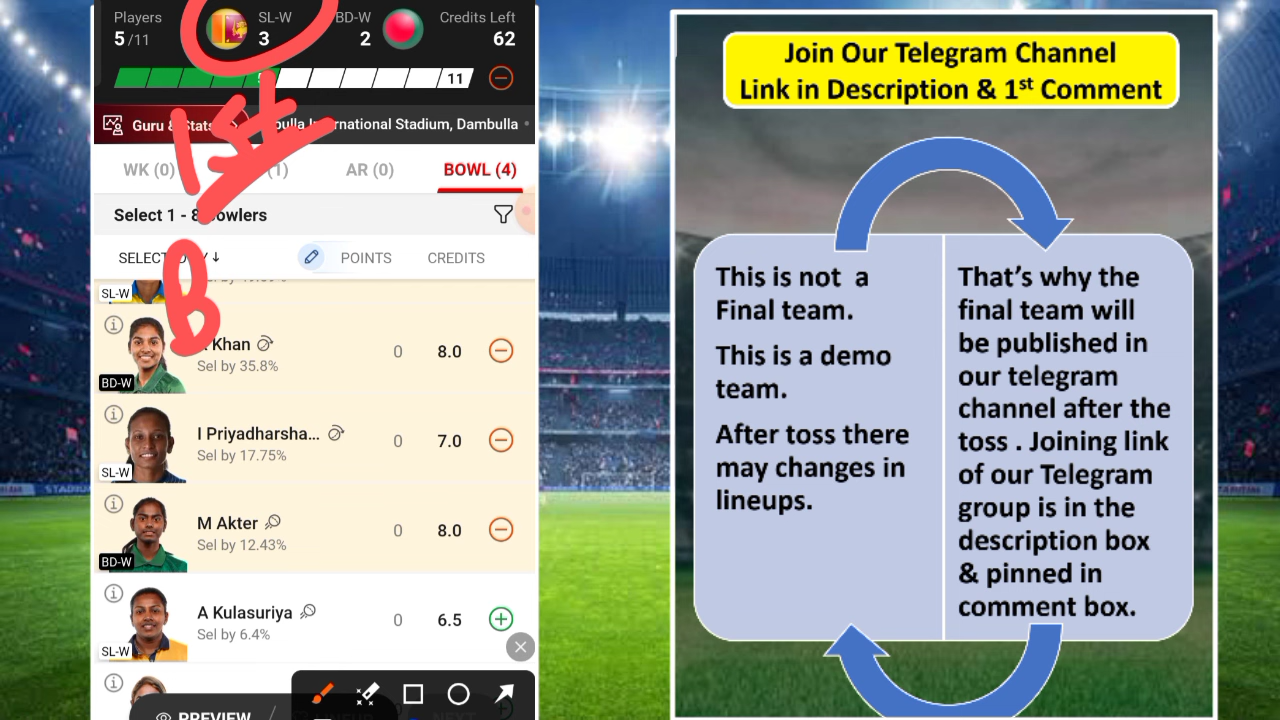 Players
SL-W
BD-W
Credits Left
5/11
3
2
62
11
Guru & Stats
International Stadium, Dambulla
WK (0)
(1)
AR (0)
BOWL (4)
Select 1 - 8 Bowlers
1st
B
POINTS
CREDITS
SL-W
Khan
0
8.0
Sel by 35.8%
BD-W
I Priyadharsha...
0
7.0
Sel by 17.75%
SL-W
M Akter
0
8.0
Sel by 12.43%
BD-W
A Kulasuriya
0
6.5
Sel by 6.4%
SL-W
PREVIEW
Join Our Telegram Channel
Link in Description & 1st Comment
This is not a
Final team.
This is a demo
team.
After toss there
may changes in
lineups.
That's why the
final team will
be published in
our telegram
channel after the
toss . Joining link
of our Telegram
group is in the
description box
& pinned in
comment box.